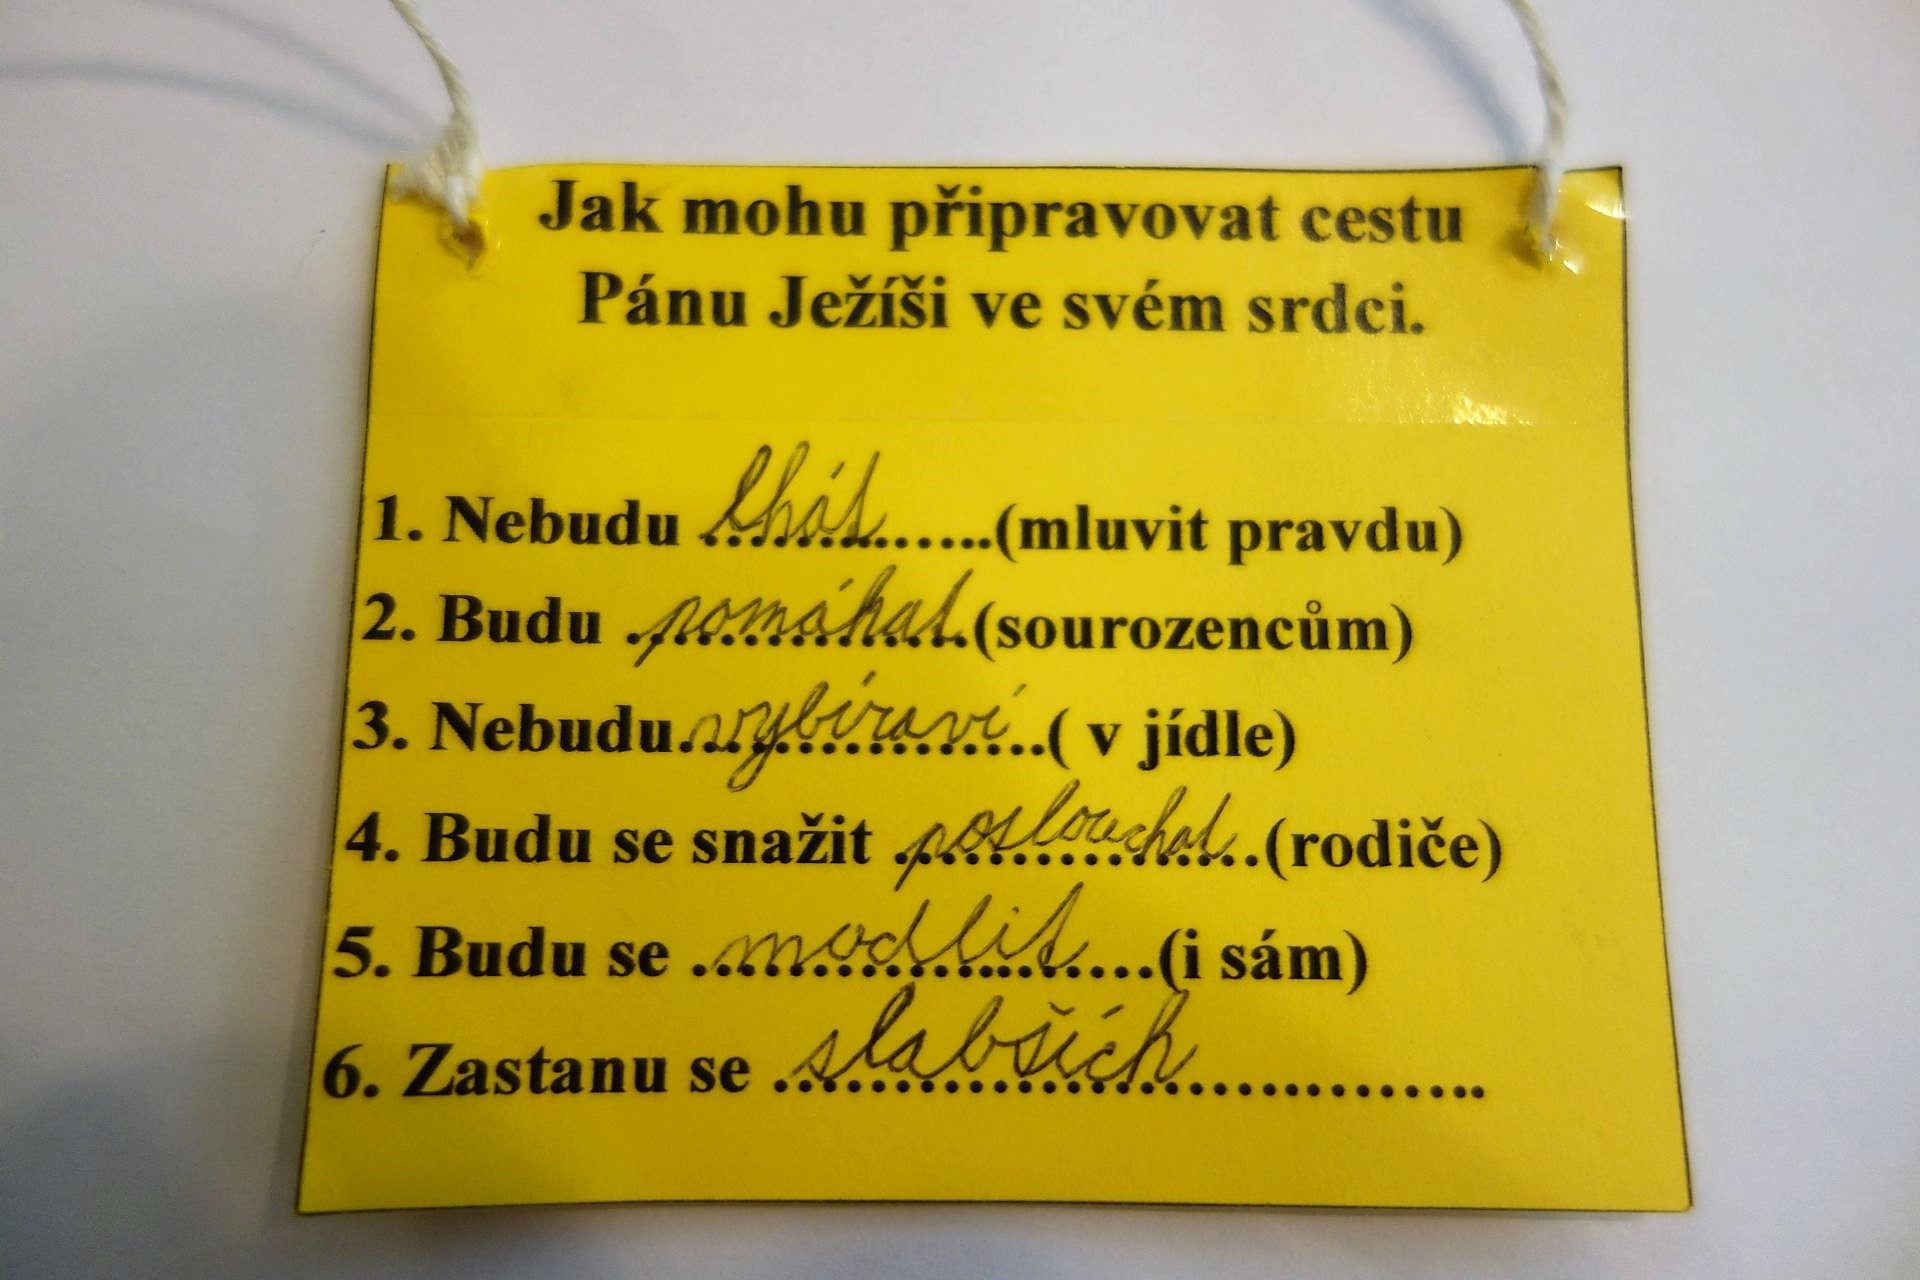 Jak mohu připravovat cestu
Pánu Ježíši ve svém srdci.
1. Nebudu lhát..........(mluvit pravdu)
2. Budu pomáhat (sourozencům)
3. Nebudu vybíraví ( v jídle)
4. Budu se snažit poslouchat (rodiče)
5. Budu se modlit (i sám)
6. Zastanu se slabších